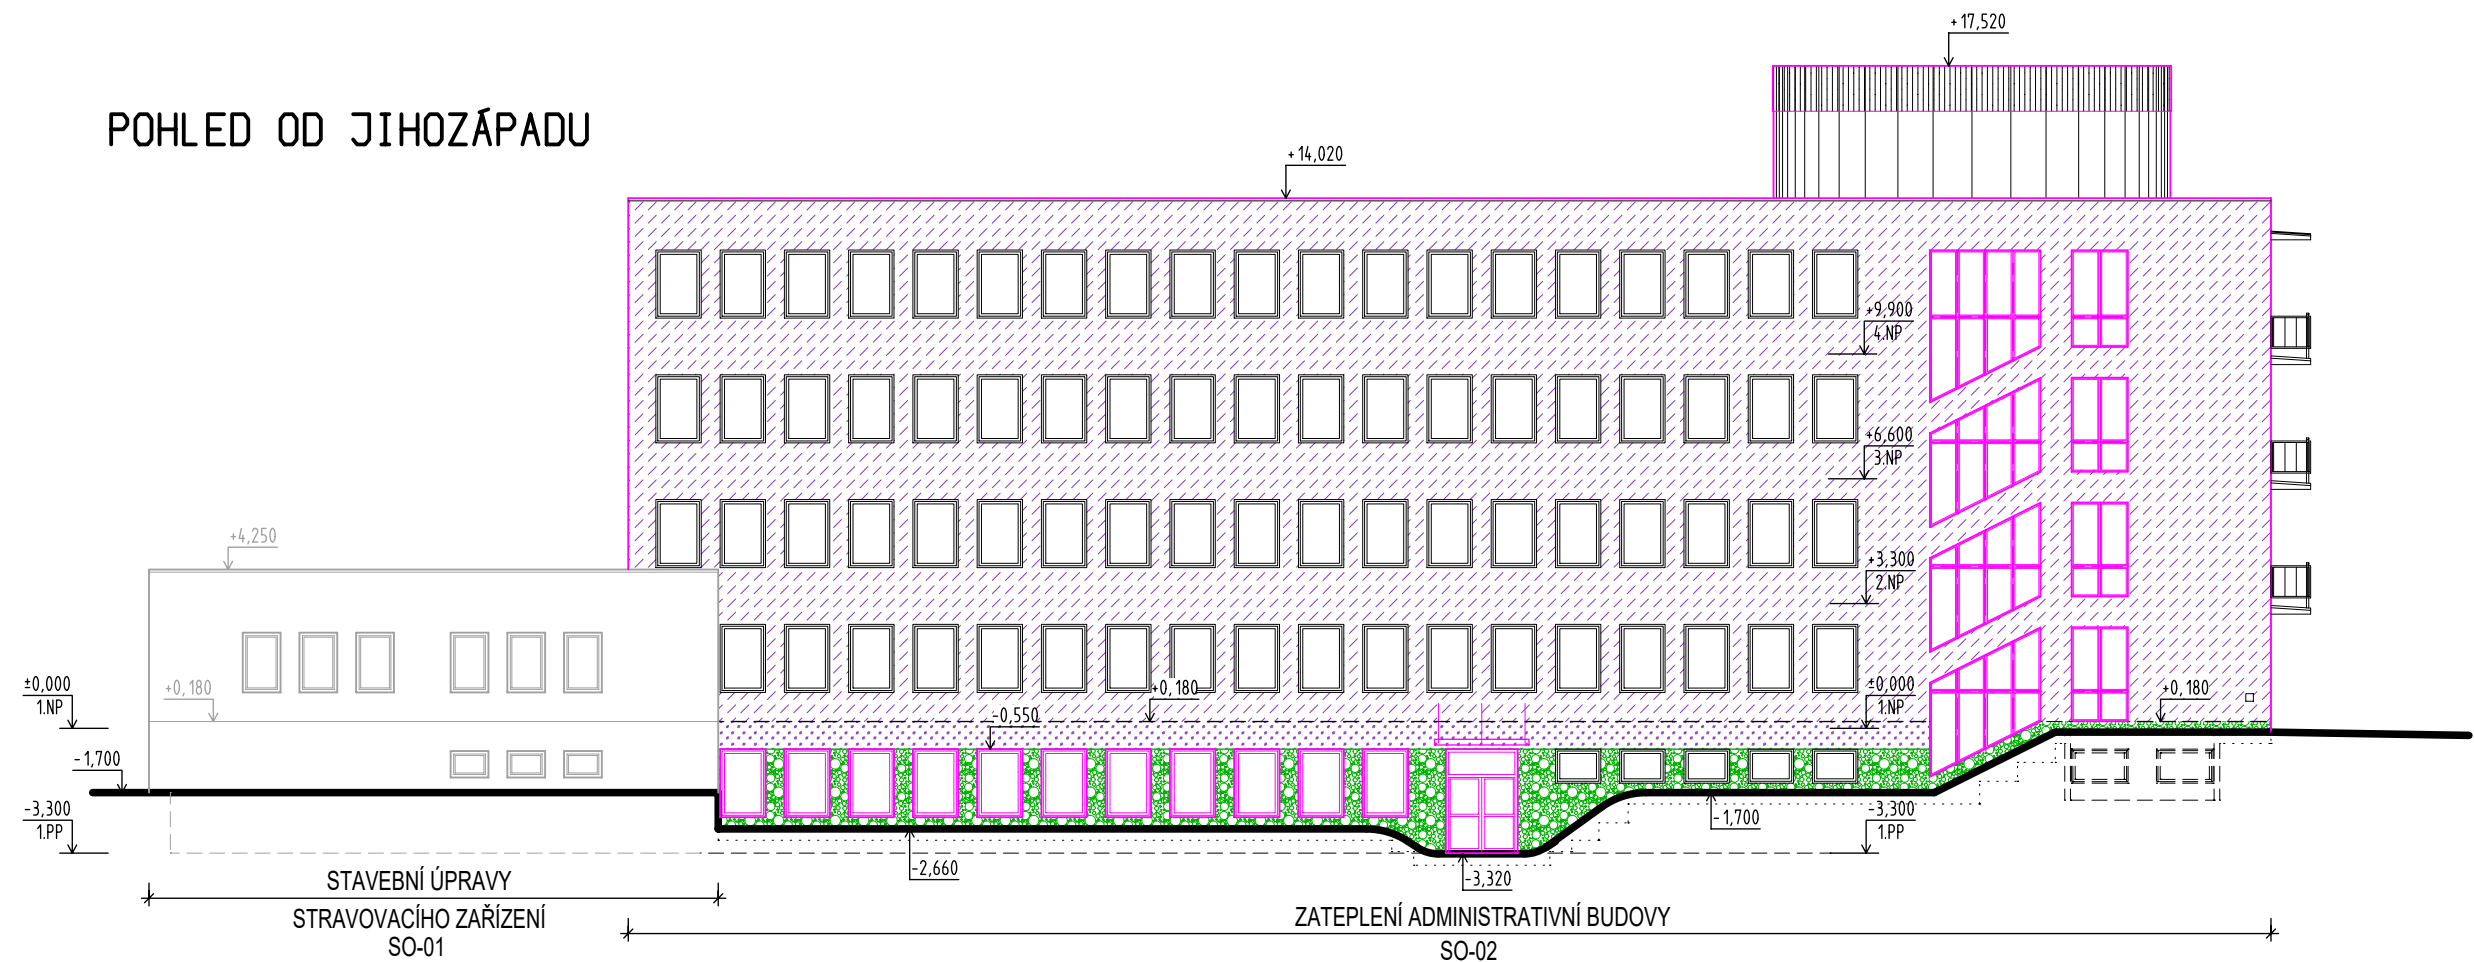 +17,520
POHLED OD JIHOZÁPADU
+14,020
+9,900
4.NP
+6,600
3.NP
+4,250
+3,300
2.NP
±0,000
1.NP
+0,180
+0,180
±0,000
1.NP
+0,180
-0,550
-1,700
-3,300
1.PP
-1,700
-3,300
1.PP
-2,660
-3,320
STAVEBNÍ ÚPRAVY
STRAVOVACÍHO ZAŘÍZENÍ
SO-01
ZATEPLENÍ ADMINISTRATIVNÍ BUDOVY
SO-02